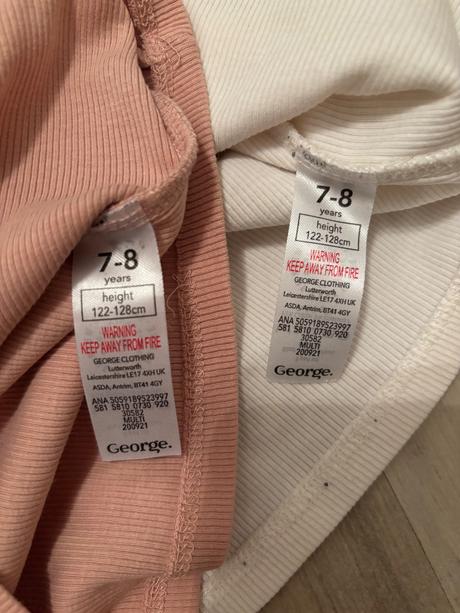 7-8
years
height
122-128cm
WARNING
KEEP AWAY FROM FIRE
GEORGE CLOTHING
Lutterworth
Leicestershire LE17 4XH UK
ASDA, Antrim, BT41 4GY
ANA 5059189523997
581 5810 0730 920
30582
MULTI
200921
George.
7-8
years
height
122-128cm
WARNING
KEEP AWAY FROM FIRE
GEORGE CLOTHING
Lutterworth
Leicestershire LE17 4XH UK
ASDA, Antrim, BT41 4GY
ANA 5059189523997
581 5810 0730 920
30582
MULTI
200921
George.